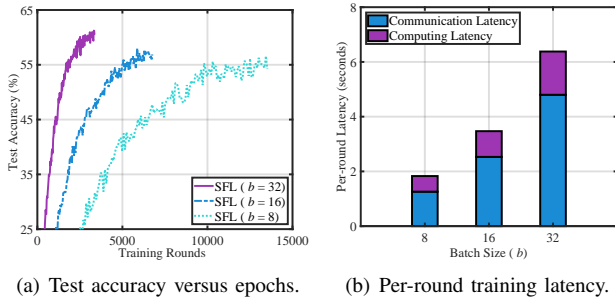 65
55
45
35
25
Test Accuracy (%)
SFL ( b = 32)
SFL ( b = 16)
SFL ( b = 8)
0
5000
10000
15000
Training Rounds
(a) Test accuracy versus epochs.
8
6
4
2
0
Per-round Latency (seconds)
Communication Latency
Computing Latency
8
16
32
Batch Size ( b )
(b) Per-round training latency.